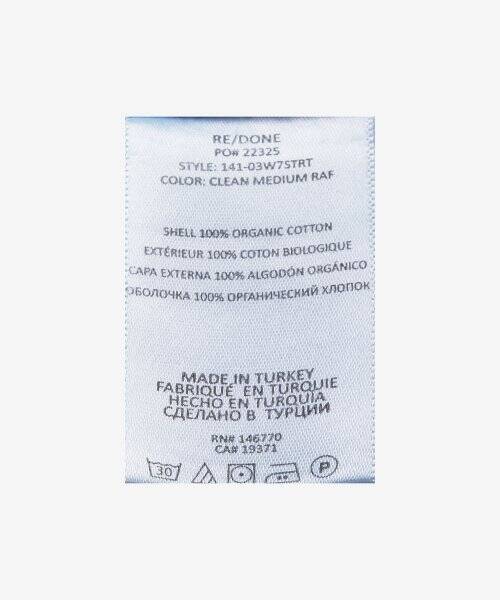 RE/DONE
PO# 22325
STYLE: 141-03W7STRT
COLOR: CLEAN MEDIUM RAF
SHELL 100% ORGANIC COTTON
EXTÉRIEUR 100% COTON BIOLOGIQUE
CAPA EXTERNA 100% ALGODÓN ORGÁNICO
ОБОЛОЧКА 100% ОРГАНИЧЕСКИЙ ХЛОПОК
MADE IN TURKEY
FABRIQUÉ EN TURQUIE
HECHO EN TURQUÍA
СДЕЛАНО В ТУРЦИИ
RN# 146770
CA# 19371
30 P